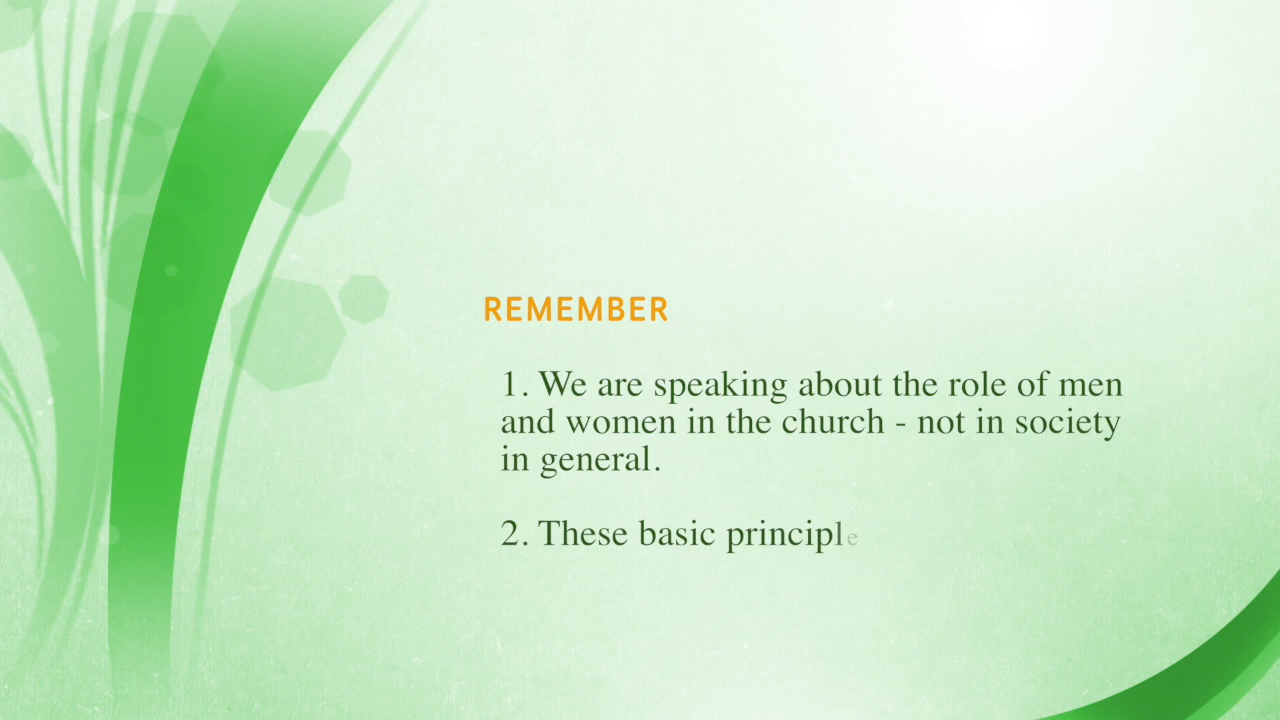 REMEMBER
1. We are speaking about the role of men
and women in the church - not in society
in general.
2. These basic principle